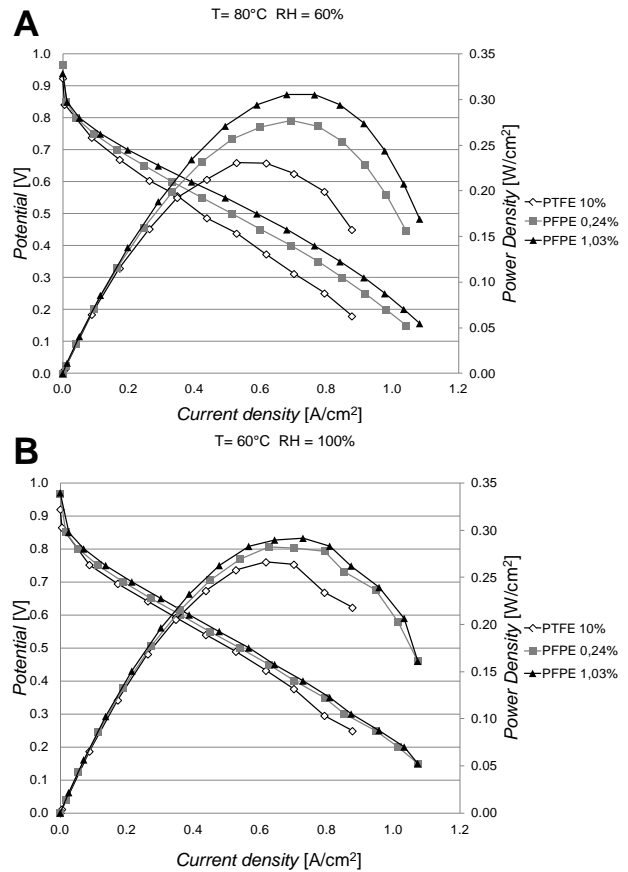 A
T= 80°C RH = 60%
1.0
0.9
0.8
0.7
0.6
0.5
0.4
0.3
0.2
0.1
0.0
Potential [V]
0.35
0.30
0.25
0.20
0.15
0.10
0.05
0.00
Power Density [W/cm2]
PTFE 10%
PFPE 0,24%
PFPE 1,03%
0.0 0.2 0.4 0.6 0.8 1.0 1.2
Current density [A/cm2]
B
T= 60°C RH = 100%
1.0
0.9
0.8
0.7
0.6
0.5
0.4
0.3
0.2
0.1
0.0
Potential [V]
0.35
0.30
0.25
0.20
0.15
0.10
0.05
0.00
Power Density [W/cm2]
PTFE 10%
PFPE 0,24%
PFPE 1,03%
0.0 0.2 0.4 0.6 0.8 1.0 1.2
Current density [A/cm2]